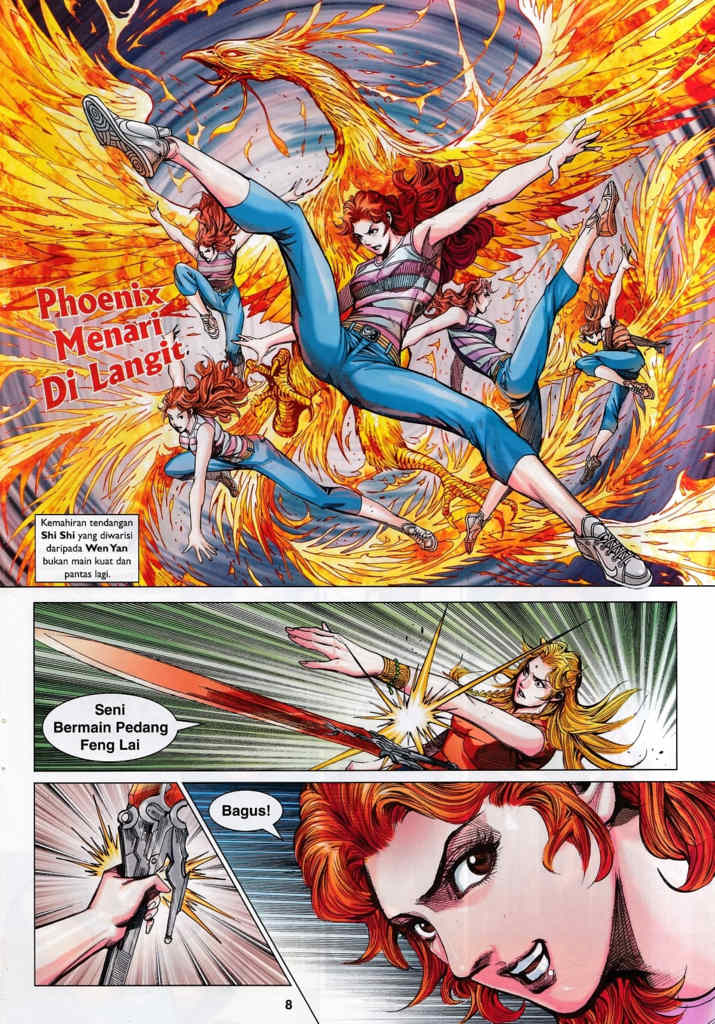 Phoenix
Menari
Di Langit
Kemahiran tendangan
Shi Shi yang diwarisi
daripada Wen Yan
bukan main kuat dan
pantas lagi.
Seni
Bermain Pedang
Feng Lai
Bagus!
8